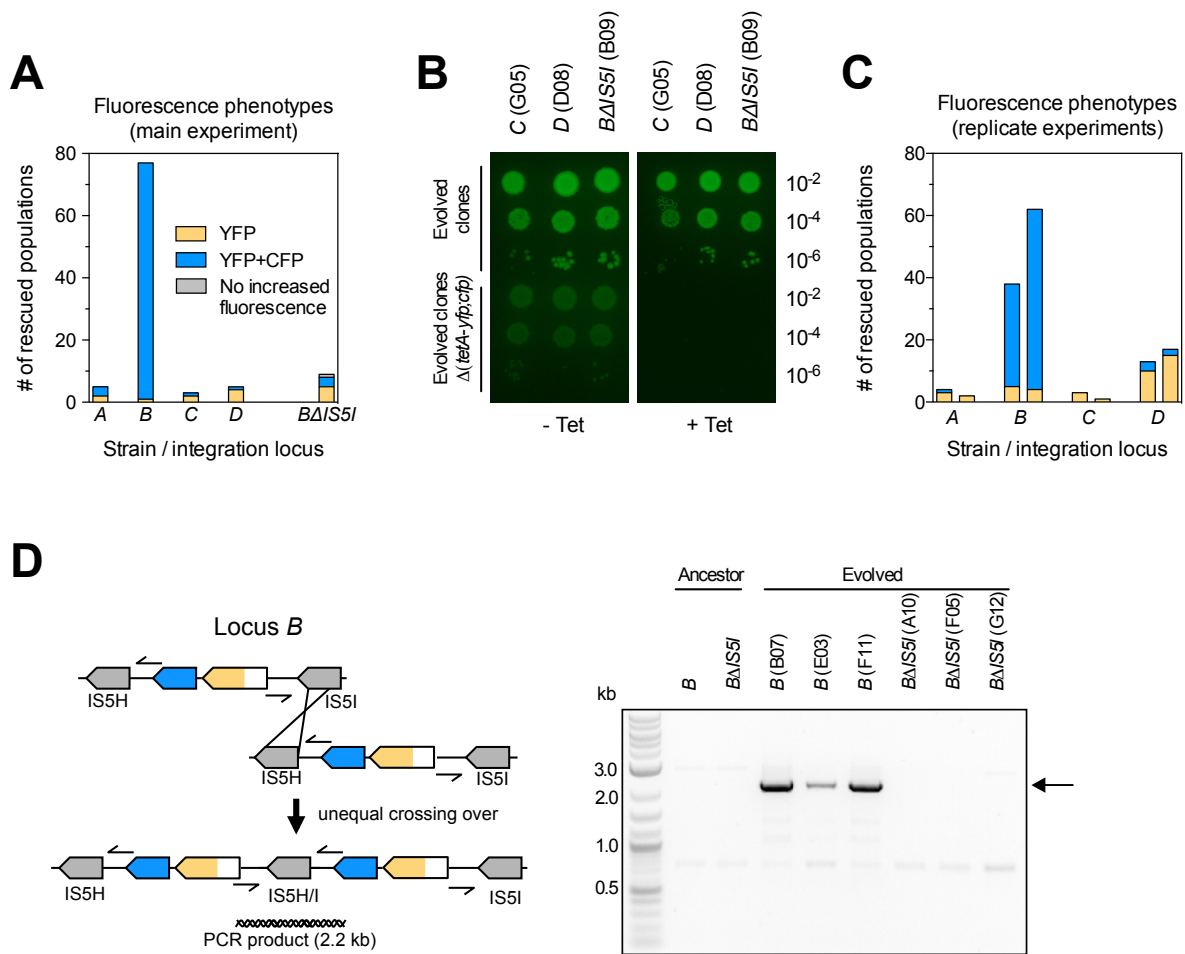 A
Fluorescence phenotypes
(main experiment)
# of rescued populations
80
60
40
20
0
YFP
YFP+CFP
No increased
fluorescence
A B C D BΔIS5I
Strain / integration locus
B
C (G05)
D (D08)
BΔIS5I (B09)
C (G05)
D (D08)
BΔIS5I (B09)
Evolved
clones
Evolved clones
Δ(tetA-yfp;cfp)
10-2
10-4
10-6
10-2
10-4
10-6
- Tet
+ Tet
C
Fluorescence phenotypes
(replicate experiments)
# of rescued populations
80
60
40
20
0
A B C D
Strain / integration locus
D
Locus B
IS5H
IS5I
IS5H
IS5I
unequal crossing over
IS5H
IS5H/I
IS5I
PCR product (2.2 kb)
Ancestor
Evolved
B
BΔIS5I
B (B07)
B (E03)
B (F11)
BΔIS5I (A10)
BΔIS5I (F05)
BΔIS5I (G12)
kb
3.0
2.0
1.0
0.5